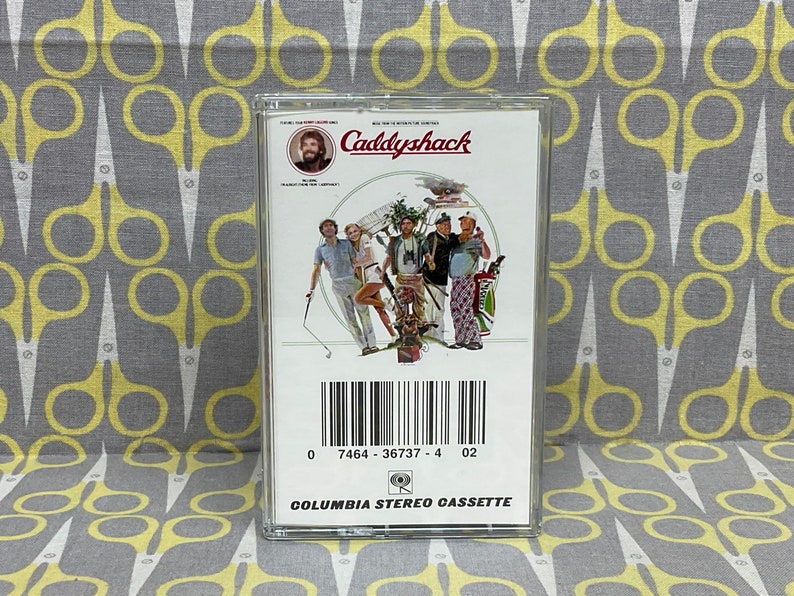 FEATURES FOUR KENNY LOGGINS SONGS
MUSIC FROM THE MOTION PICTURE SOUNDTRACK
Caddyshack
INCLUDING
I'M ALRIGHT (THEME FROM "CADDYSHACK")
0 7464 - 36737 - 4 02
COLUMBIA STEREO CASSETTE